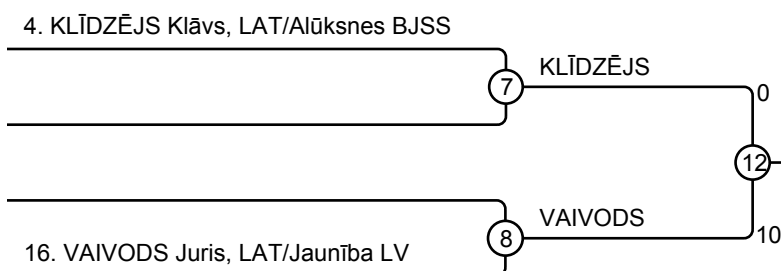 4. KLĪDZĒJS Klāvs, LAT/Alūksnes BJSS
KLĪDZĒJS
7
0
12
VAIVODS
8
10
16. VAIVODS Juris, LAT/Jaunība LV